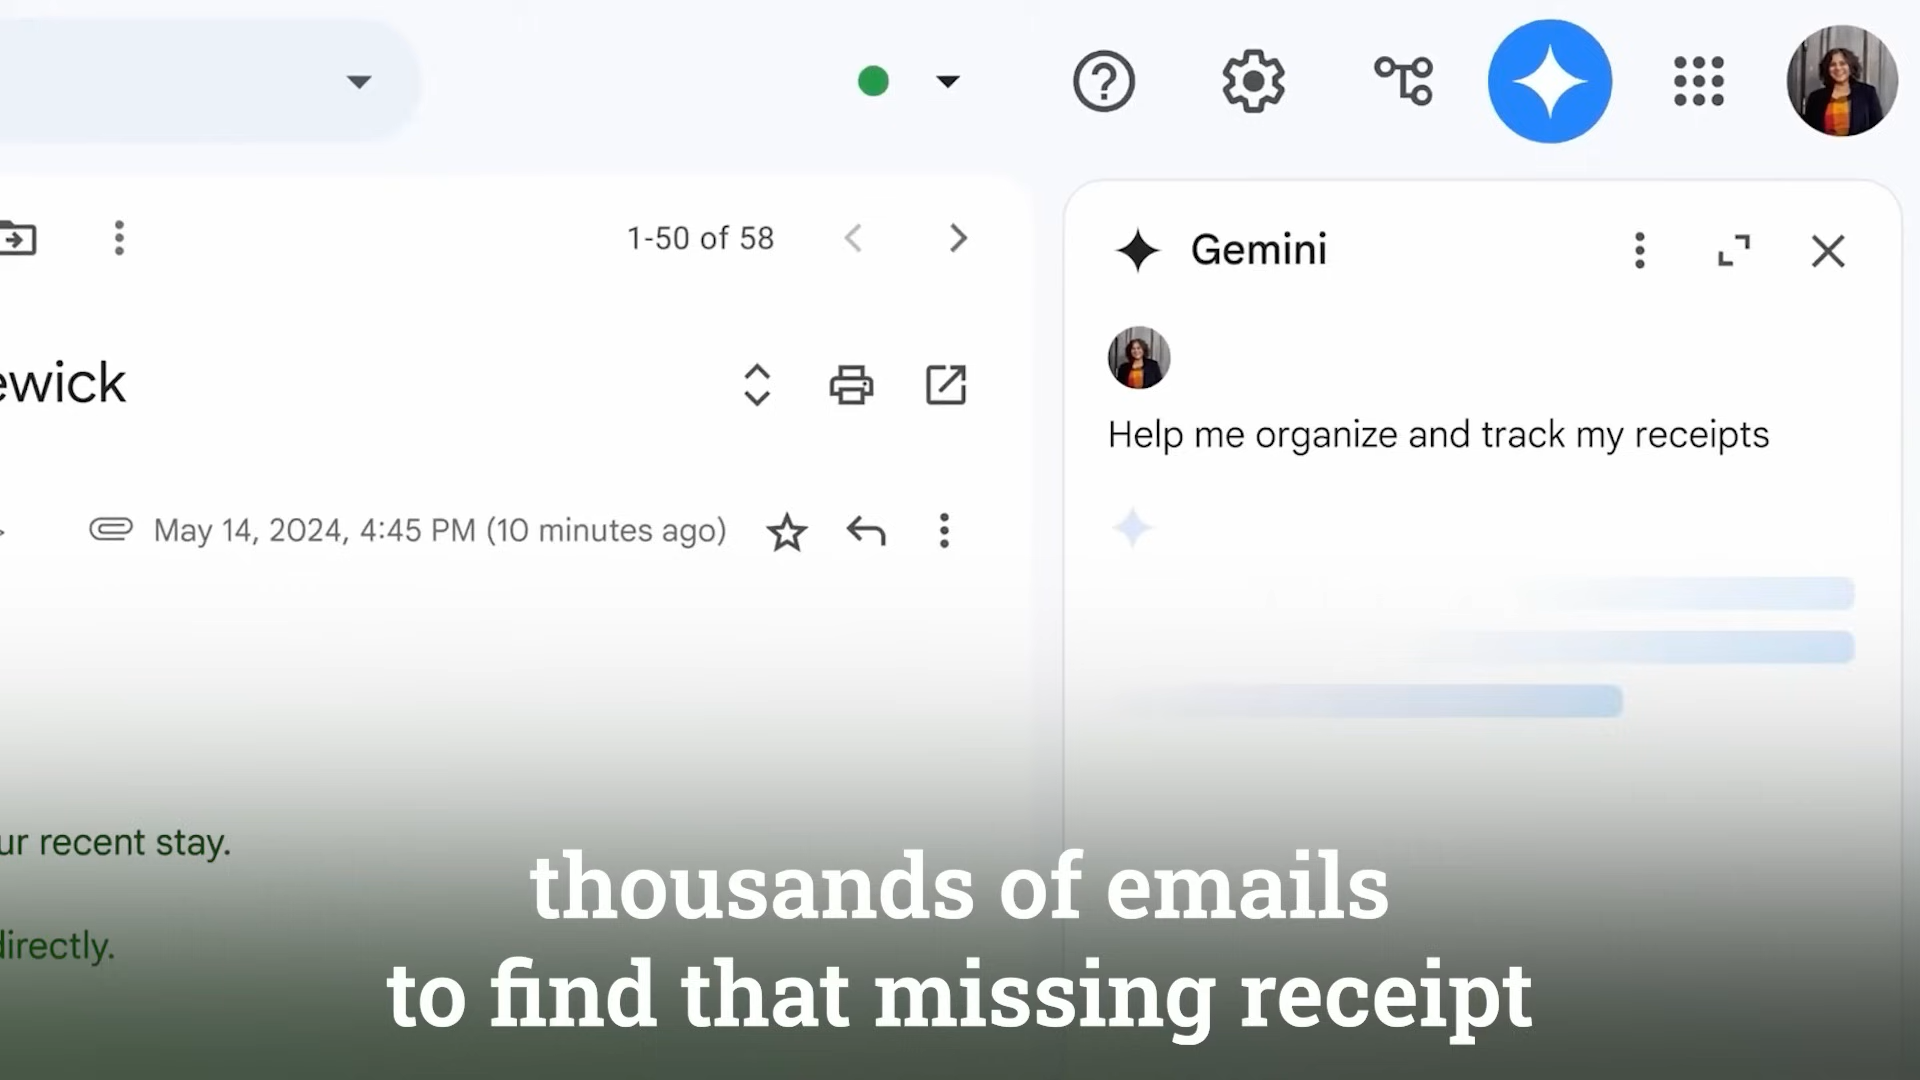 1-50 of 58
Gemini
ewick
Help me organize and track my receipts
May 14, 2024, 4:45 PM (10 minutes ago)
ur recent stay.
directly.
thousands of emails
to find that missing receipt